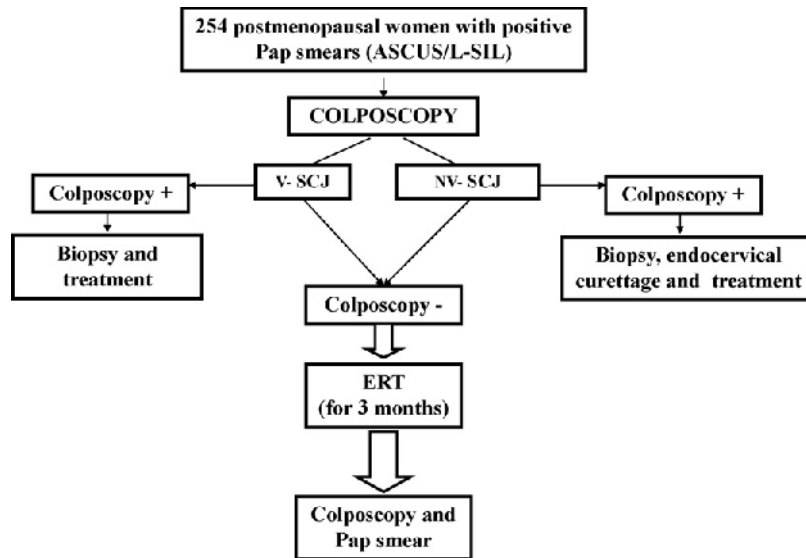 254 postmenopausal women with positive
Pap smears (ASCUS/L-SIL)
COLPOSCOPY
V- SCJ
NV- SCJ
Colposcopy +
Colposcopy +
Biopsy and
treatment
Biopsy, endocervical
curettage and treatment
Colposcopy -
ERT
(for 3 months)
Colposcopy and
Pap smear